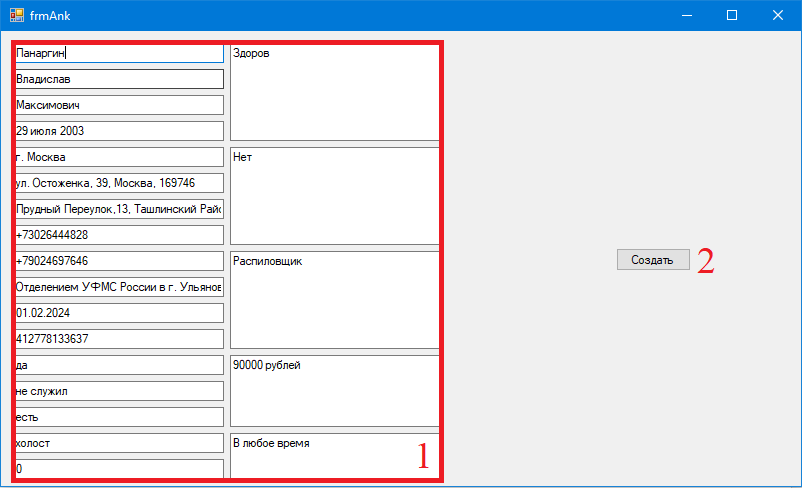 frmAnk
Панаргин
Владислав
Максимович
29 июля 2003
г. Москва
ул. Остоженка, 39, Москва, 169746
Прудный Переулок,13, Ташлинский Рай
+73026444828
+79024697646
Отделением УФМС России в г. Ульянов
01.02.2024
412778133637
да
не служил
есть
холост
0
Здоров
Нет
Распиловщик
90000 рублей
В любое время
1
Создать
2